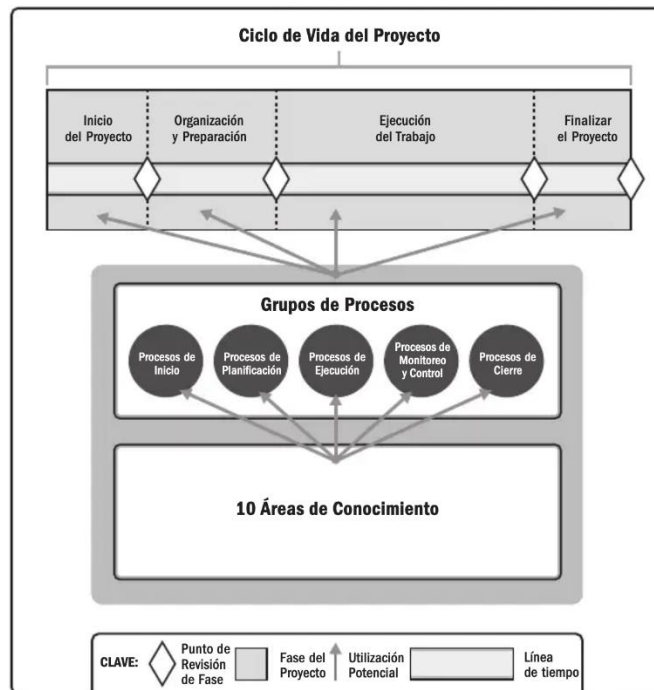 Ciclo de Vida del Proyecto
Inicio
del Proyecto
Organización
y Preparación
Ejecución
del Trabajo
Finalizar
el Proyecto
Grupos de Procesos
Procesos de
Inicio
Procesos de
Planificación
Procesos de
Ejecución
Procesos de
Monitoreo
y Control
Procesos de
Cierre
10 Áreas de Conocimiento
CLAVE:
Punto de
Revisión
de Fase
Fase del
Proyecto
Utilización
Potencial
Línea
de tiempo